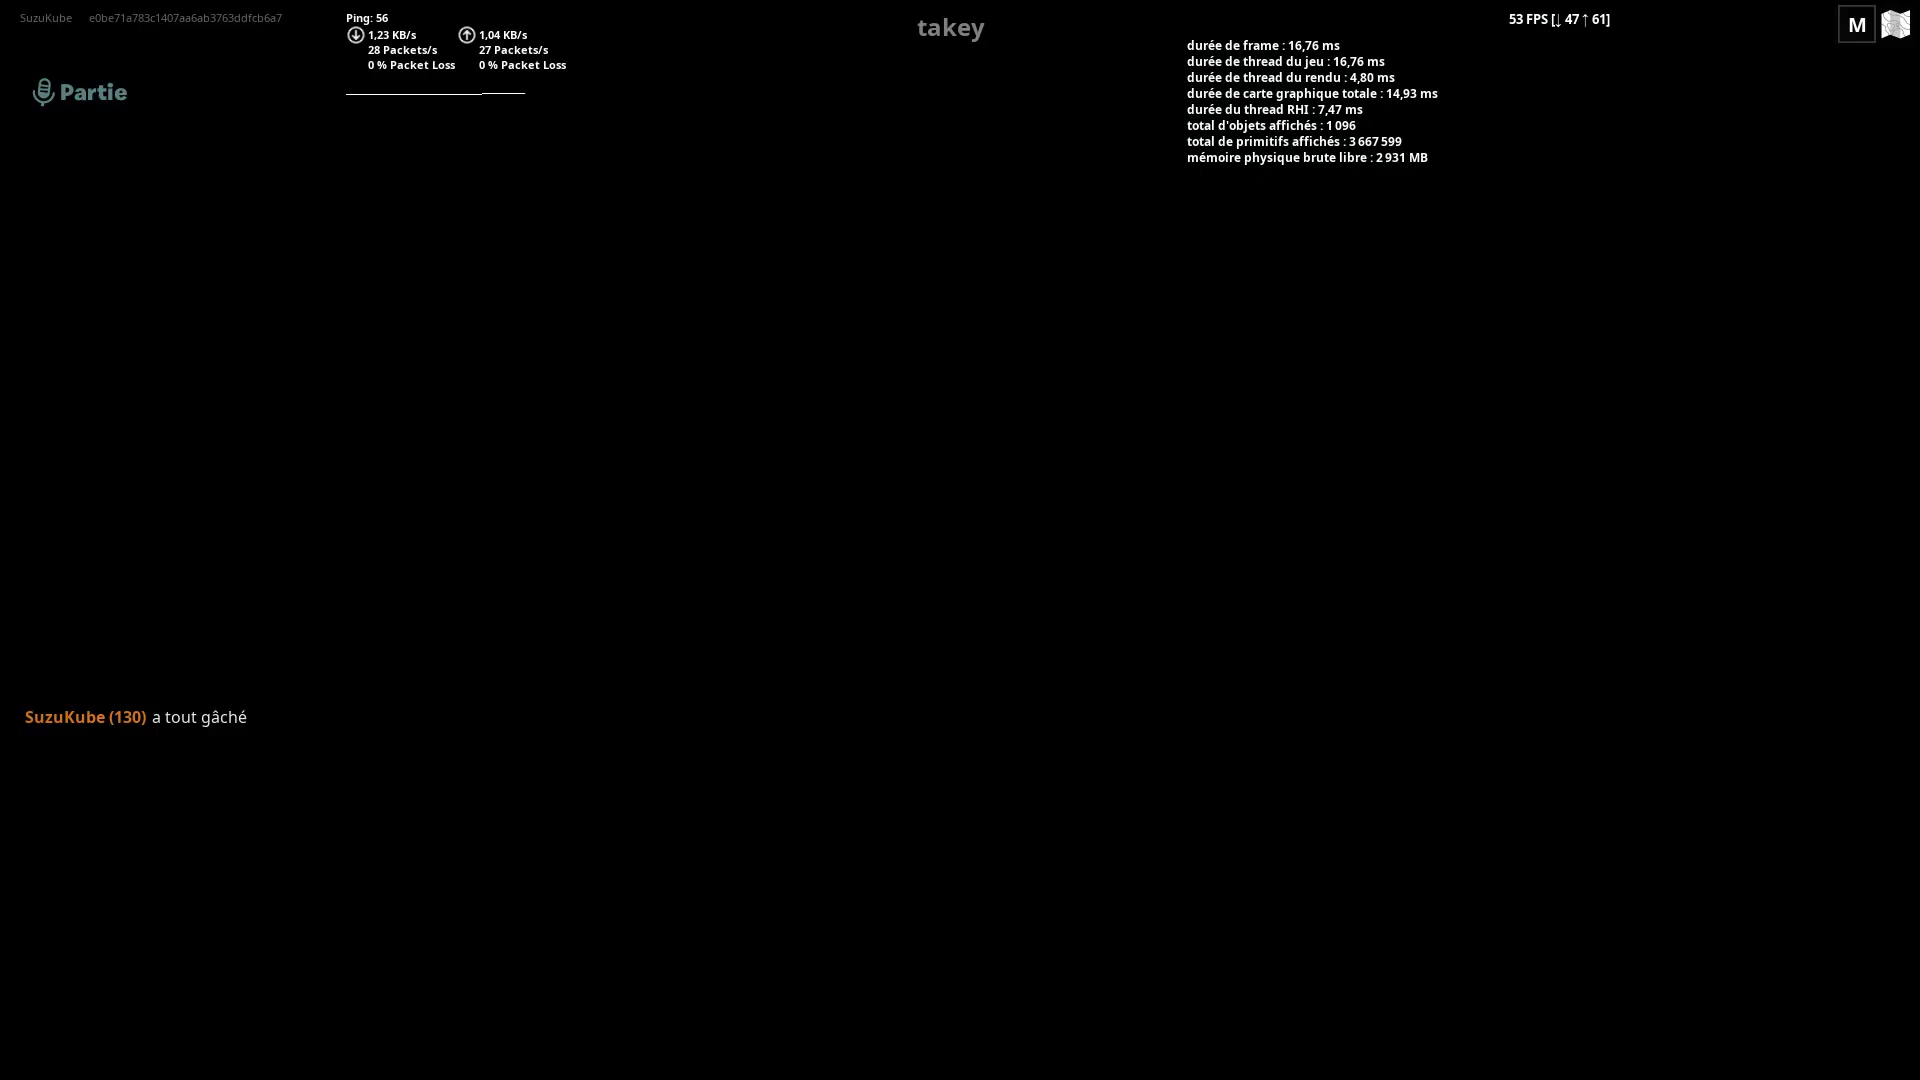 SuzuKube e0be71a783c1407aa6ab3763ddfcb6a7
Ping: 56
1,23 KB/s 1,04 KB/s
28 Packets/s 27 Packets/s
0 % Packet Loss 0 % Packet Loss
Partie
takey
53 FPS [↓ 47 ↑ 61]
durée de frame : 16,76 ms
durée de thread du jeu : 16,76 ms
durée de thread du rendu : 4,80 ms
durée de carte graphique totale : 14,93 ms
durée du thread RHI : 7,47 ms
total d'objets affichés : 1 096
total de primitifs affichés : 3 667 599
mémoire physique brute libre : 2 931 MB
M
SuzuKube (130) a tout gâché